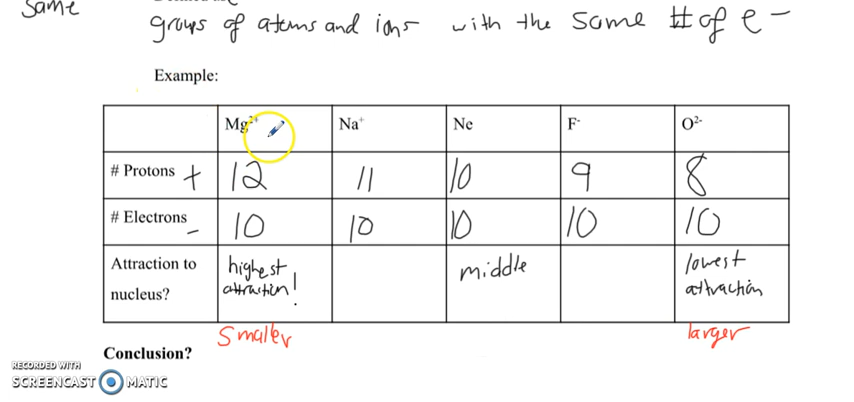 same
groups of atoms and ions with the same # of e-
Example:
Mg²⁺ Na⁺ Ne F⁻ O²⁻
# Protons + 12 11 10 9 8
# Electrons - 10 10 10 10 10
Attraction to nucleus? highest attraction! middle lowest attraction
smaller larger
Conclusion?
RECORDED WITH
SCREENCAST MATIC